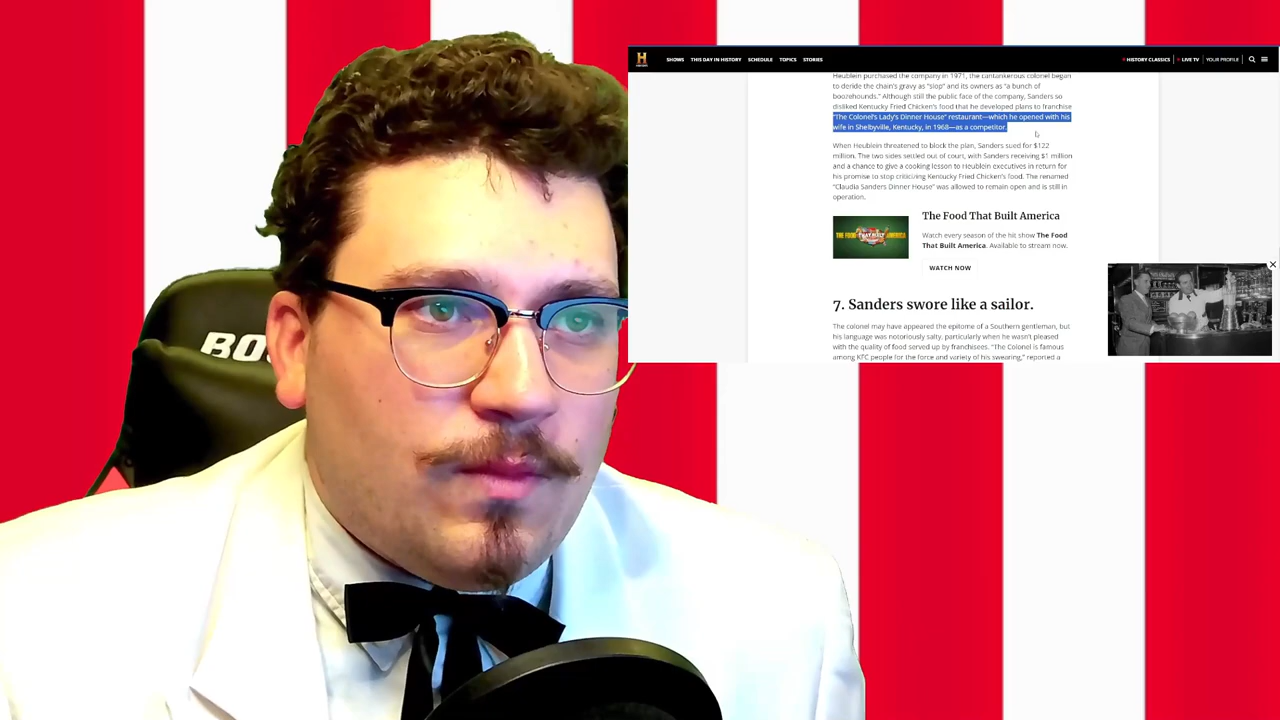 BO
H
HISTORY
SHOWS THIS DAY IN HISTORY SCHEDULE TOPICS STORIES
HISTORY CLASSICS LIVE TV YOUR PROFILE
Heublein purchased the company in 1971, the cantankerous colonel began
to deride the chain's gravy as "slop" and its owners as "a bunch of
boozehounds." Although still the public face of the company, Sanders so
disliked Kentucky Fried Chicken's food that he developed plans to franchise
"The Colonel's Lady's Dinner House" restaurant—which he opened with his
wife in Shelbyville, Kentucky, in 1968—as a competitor.
When Heublein threatened to block the plan, Sanders sued for $122
million. The two sides settled out of court, with Sanders receiving $1 million
and a chance to give a cooking lesson to Heublein executives in return for
his promise to stop criticizing Kentucky Fried Chicken's food. The renamed
"Claudia Sanders Dinner House" was allowed to remain open and is still in
operation.
THE FOOD THAT BUILT AMERICA
The Food That Built America
Watch every season of the hit show The Food
That Built America. Available to stream now.
WATCH NOW
7. Sanders swore like a sailor.
The colonel may have appeared the epitome of a Southern gentleman, but
his language was notoriously salty, particularly when he wasn't pleased
with the quality of food served up by franchisees. "The Colonel is famous
among KFC people for the force and variety of his swearing," reported a